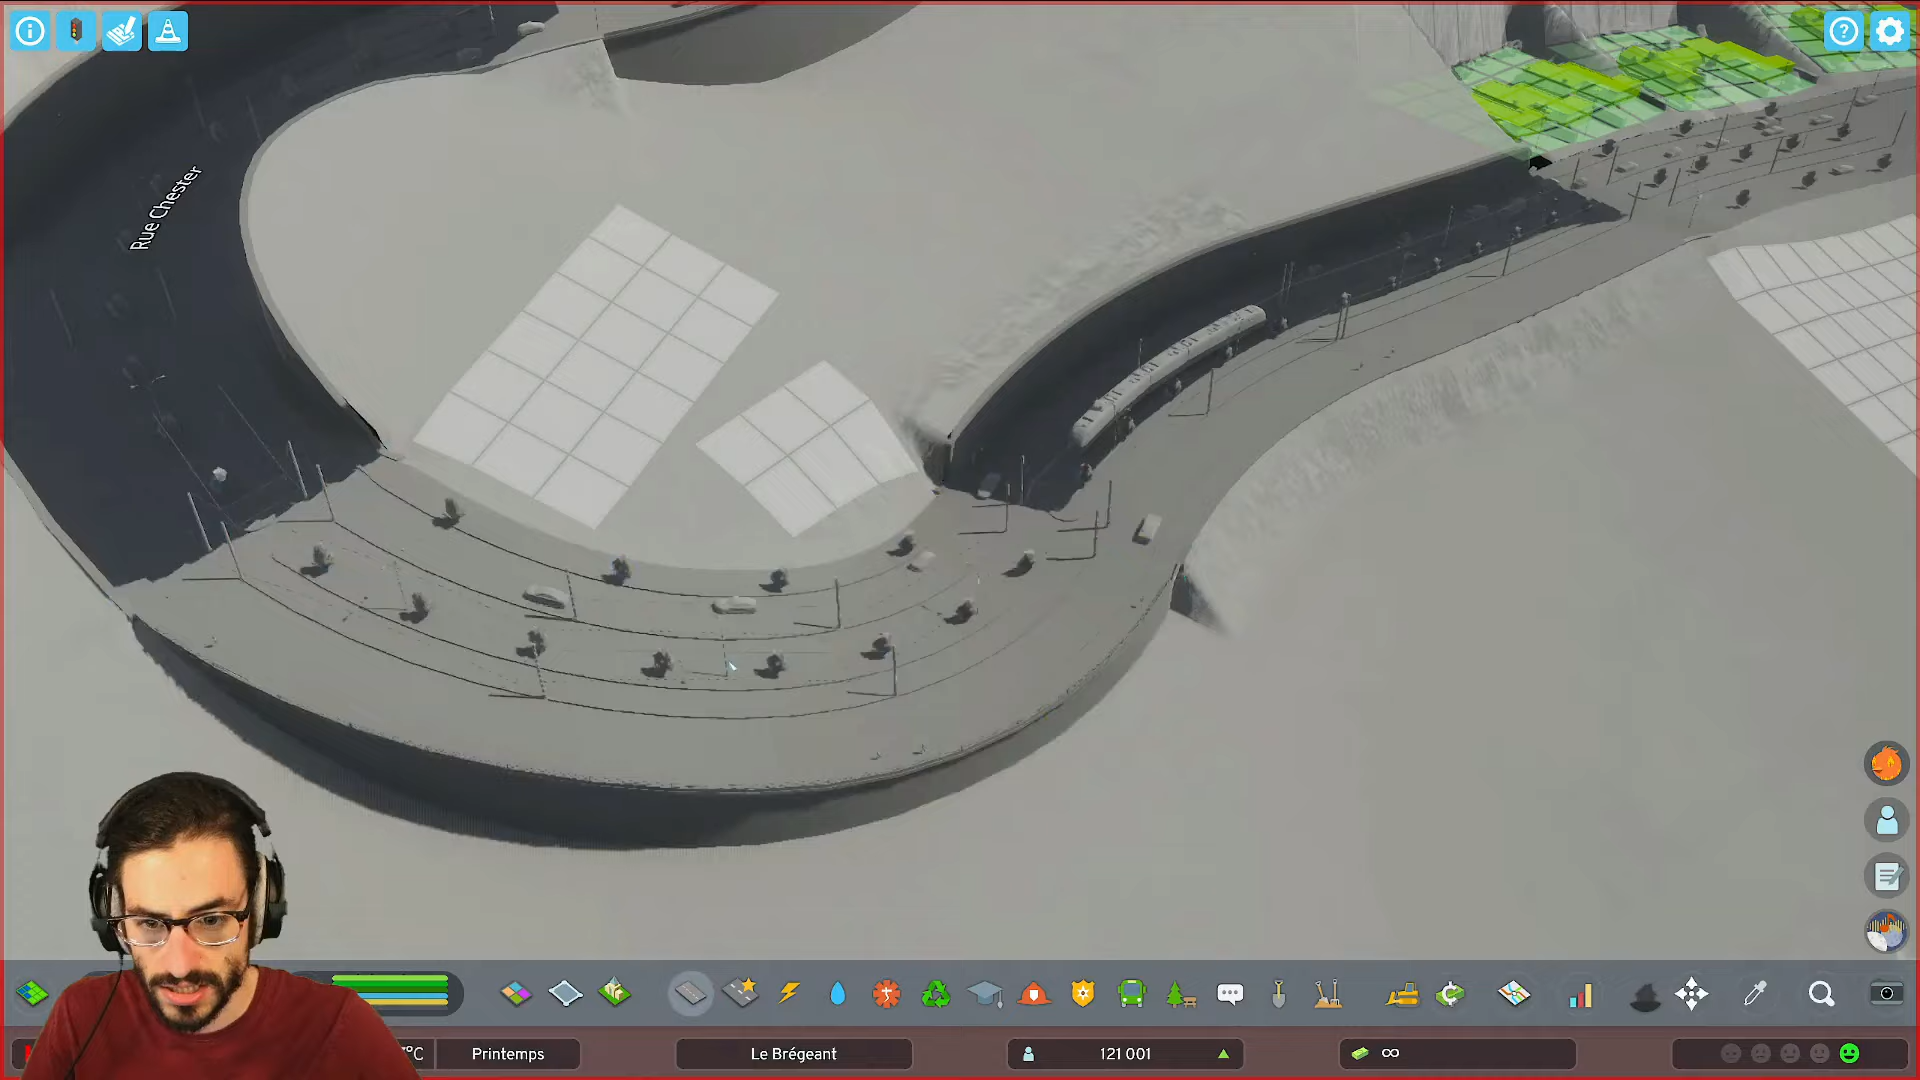 Rue Chester
°C
Printemps
Le Brégeant
121 001
∞